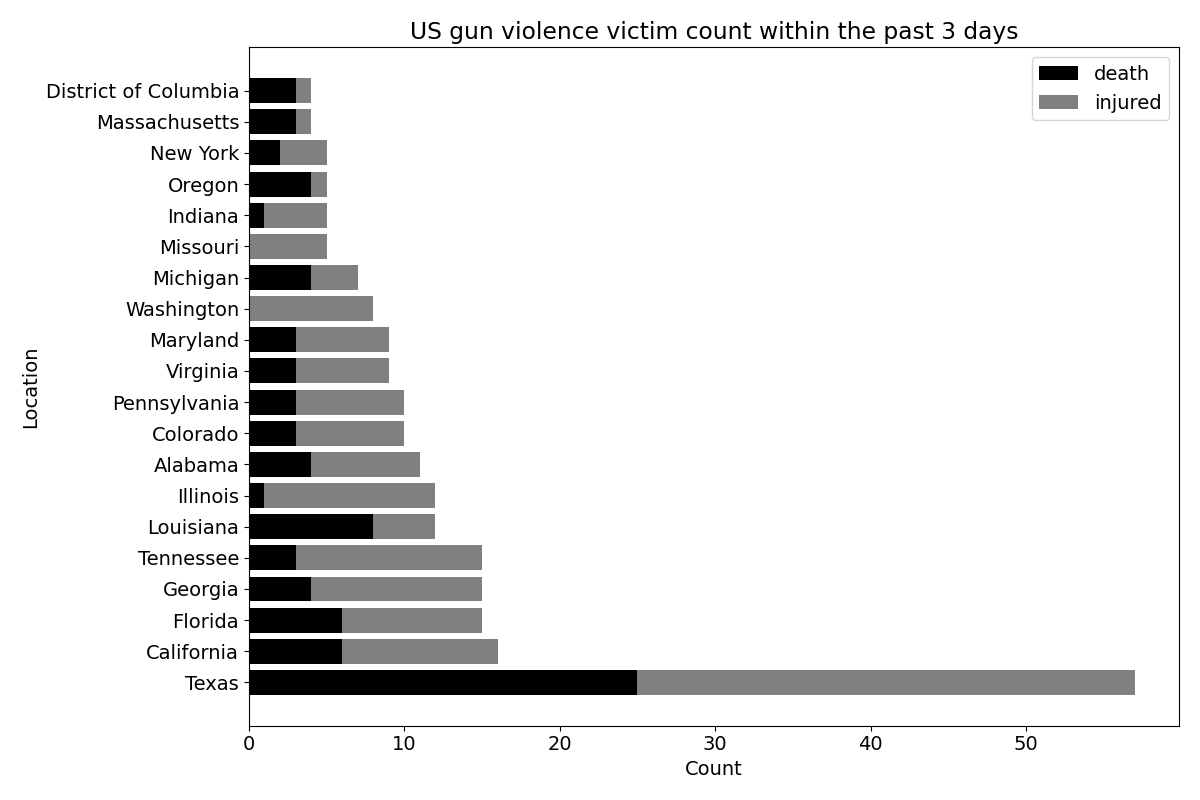 US gun violence victim count within the past 3 days
death
injured
District of Columbia
Massachusetts
New York
Oregon
Indiana
Missouri
Michigan
Washington
Maryland
Virginia
Pennsylvania
Colorado
Alabama
Illinois
Louisiana
Tennessee
Georgia
Florida
California
Texas
Location
0 10 20 30 40 50
Count